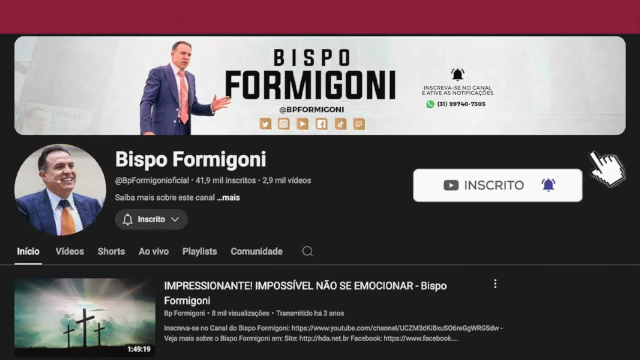 BISPO
FORMIGONI
@BPFORMIGONI
INSCREVA-SE NO CANAL
E ATIVE AS NOTIFICAÇÕES
(31) 99740-7305
Bispo Formigoni
@BpFormigonioficial • 41,9 mil inscritos • 2,9 mil vídeos
Saiba mais sobre este canal ...mais
Inscrito
INSCRITO
Início Vídeos Shorts Ao vivo Playlists Comunidade
IMPRESSIONANTE! IMPOSSÍVEL NÃO SE EMOCIONAR - Bispo
Formigoni
Bp Formigoni • 8 mil visualizações • Transmitido há 3 anos
Inscreva-se no Canal do Bispo Formigoni: https://www.youtube.com/channel/
Veja mais sobre o Bispo Formigoni em: Site: http://hda.net.br Facebook: https://www.facebook....
1:49:19